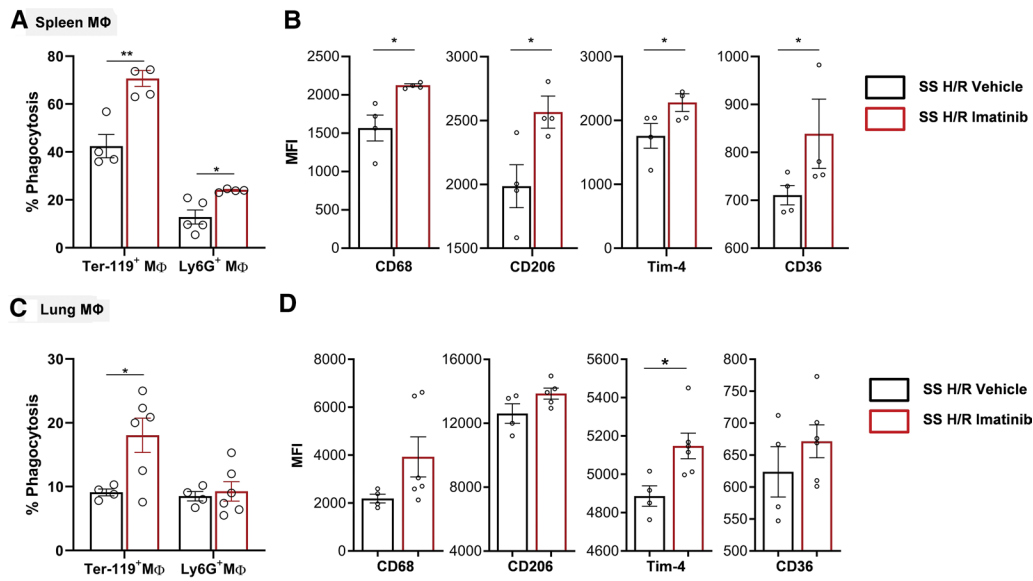 A Spleen MΦ
% Phagocytosis
80
60
40
20
0
**
*
Ter-119⁺ MΦ Ly6G⁺ MΦ
B
MFI
2500
2000
1500
1000
500
0
*
CD68
3000
2500
2000
1500
*
CD206
3000
2000
1000
0
*
Tim-4
1000
900
800
700
600
*
CD36
SS H/R Vehicle
SS H/R Imatinib
C Lung MΦ
% Phagocytosis
30
20
10
0
*
Ter-119⁺MΦ Ly6G⁺MΦ
D
MFI
8000
6000
4000
2000
0
CD68
16000
12000
8000
4000
CD206
5600
5400
5200
5000
4800
4600
*
Tim-4
800
750
700
650
600
550
500
CD36
SS H/R Vehicle
SS H/R Imatinib